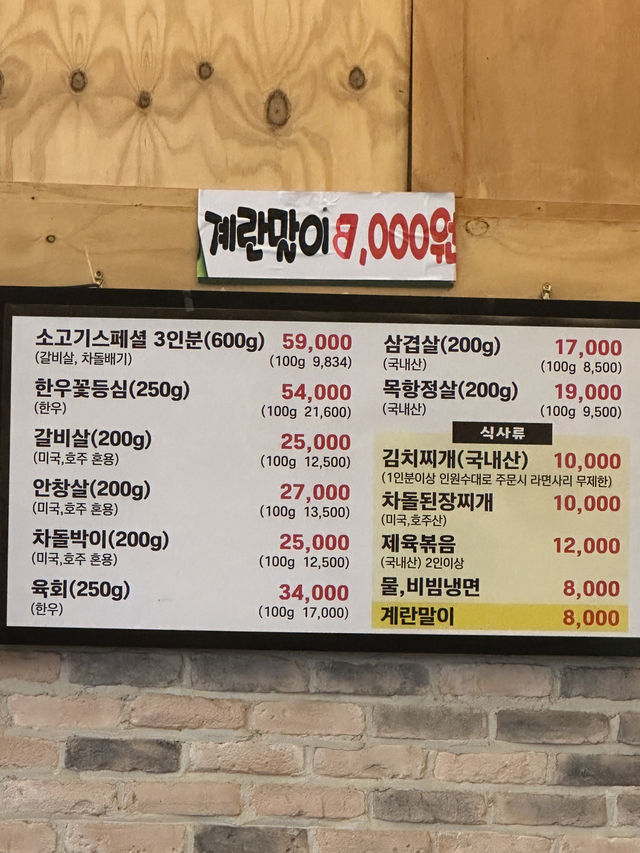 계란말이 8,000원
소고기스페셜 3인분(600g) 59,000
(갈비살, 차돌배기) (100g 9,834)
한우꽃등심(250g) 54,000
(한우) (100g 21,600)
갈비살(200g) 25,000
(미국,호주 혼용) (100g 12,500)
안창살(200g) 27,000
(미국,호주 혼용) (100g 13,500)
차돌박이(200g) 25,000
(미국,호주 혼용) (100g 12,500)
육회(250g) 34,000
(한우) (100g 17,000)
삼겹살(200g) 17,000
(국내산) (100g 8,500)
목항정살(200g) 19,000
(국내산) (100g 9,500)
식사류
김치찌개(국내산) 10,000
(1인분이상 인원수대로 주문시 라면사리 무제한)
차돌된장찌개 10,000
(미국,호주산)
제육볶음 12,000
(국내산) 2인이상
물,비빔냉면 8,000
계란말이 8,000